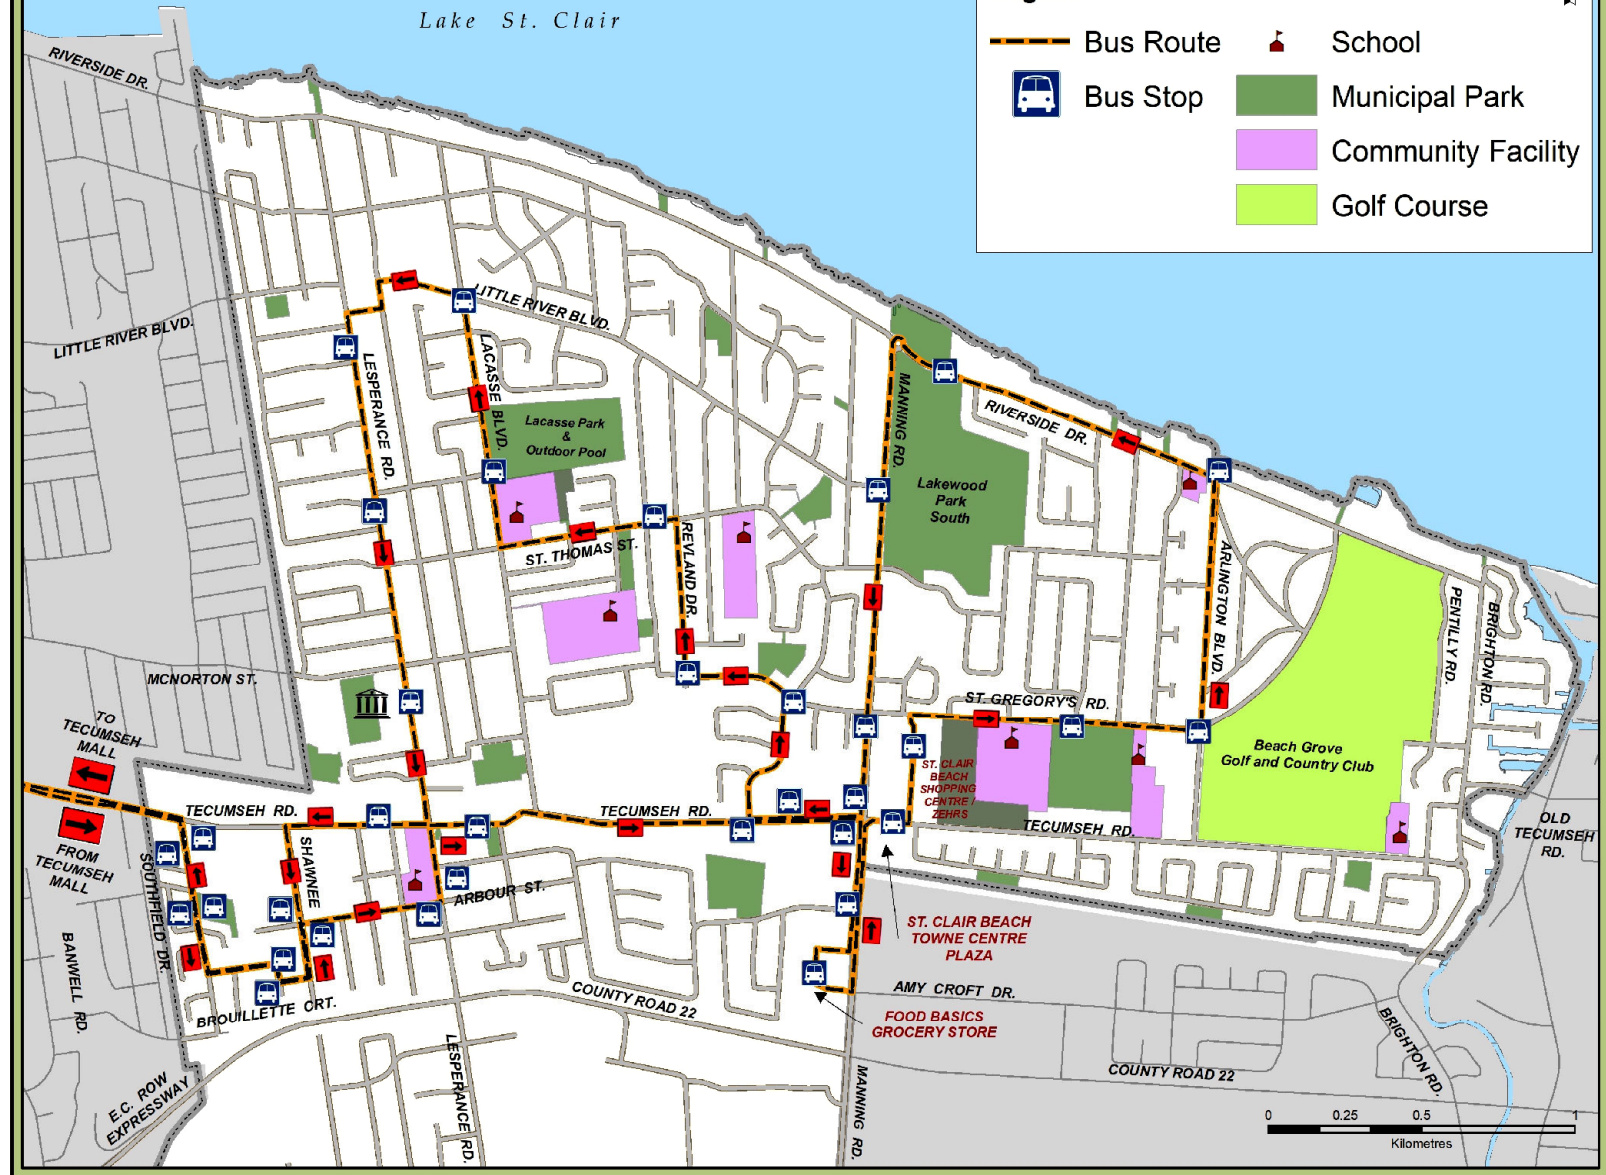 Lake St. Clair
Bus Route
School
Bus Stop
Municipal Park
Community Facility
Golf Course
RIVERSIDE DR.
LITTLE RIVER BLVD.
LITTLE RIVER BLVD.
LESPERANCE RD.
LACASSE BLVD.
Lacasse Park
&
Outdoor Pool
MANNING RD.
RIVERSIDE DR.
Lakewood
Park
South
ST. THOMAS ST.
REVLAND DR.
ARLINGTON BLVD.
PENTILLY RD.
BRIGHTON RD.
MCNORTON ST.
ST. GREGORY'S RD.
TO
TECUMSEH
MALL
Beach Grove
Golf and Country Club
ST. CLAIR
BEACH
SHOPPING
CENTRE /
ZEHRS
TECUMSEH RD.
TECUMSEH RD.
TECUMSEH RD.
OLD
TECUMSEH
RD.
FROM
TECUMSEH
MALL
SOUTHFIELD DR.
SHAWNEE
ARBOUR ST.
ST. CLAIR BEACH
TOWNE CENTRE
PLAZA
BANWELL RD.
BROUILLETTE CRT.
COUNTY ROAD 22
AMY CROFT DR.
FOOD BASICS
GROCERY STORE
E.C. ROW
EXPRESSWAY
LESPERANCE RD.
MANNING RD.
COUNTY ROAD 22
BRIGHTON RD.
0 0.25 0.5 1
Kilometres